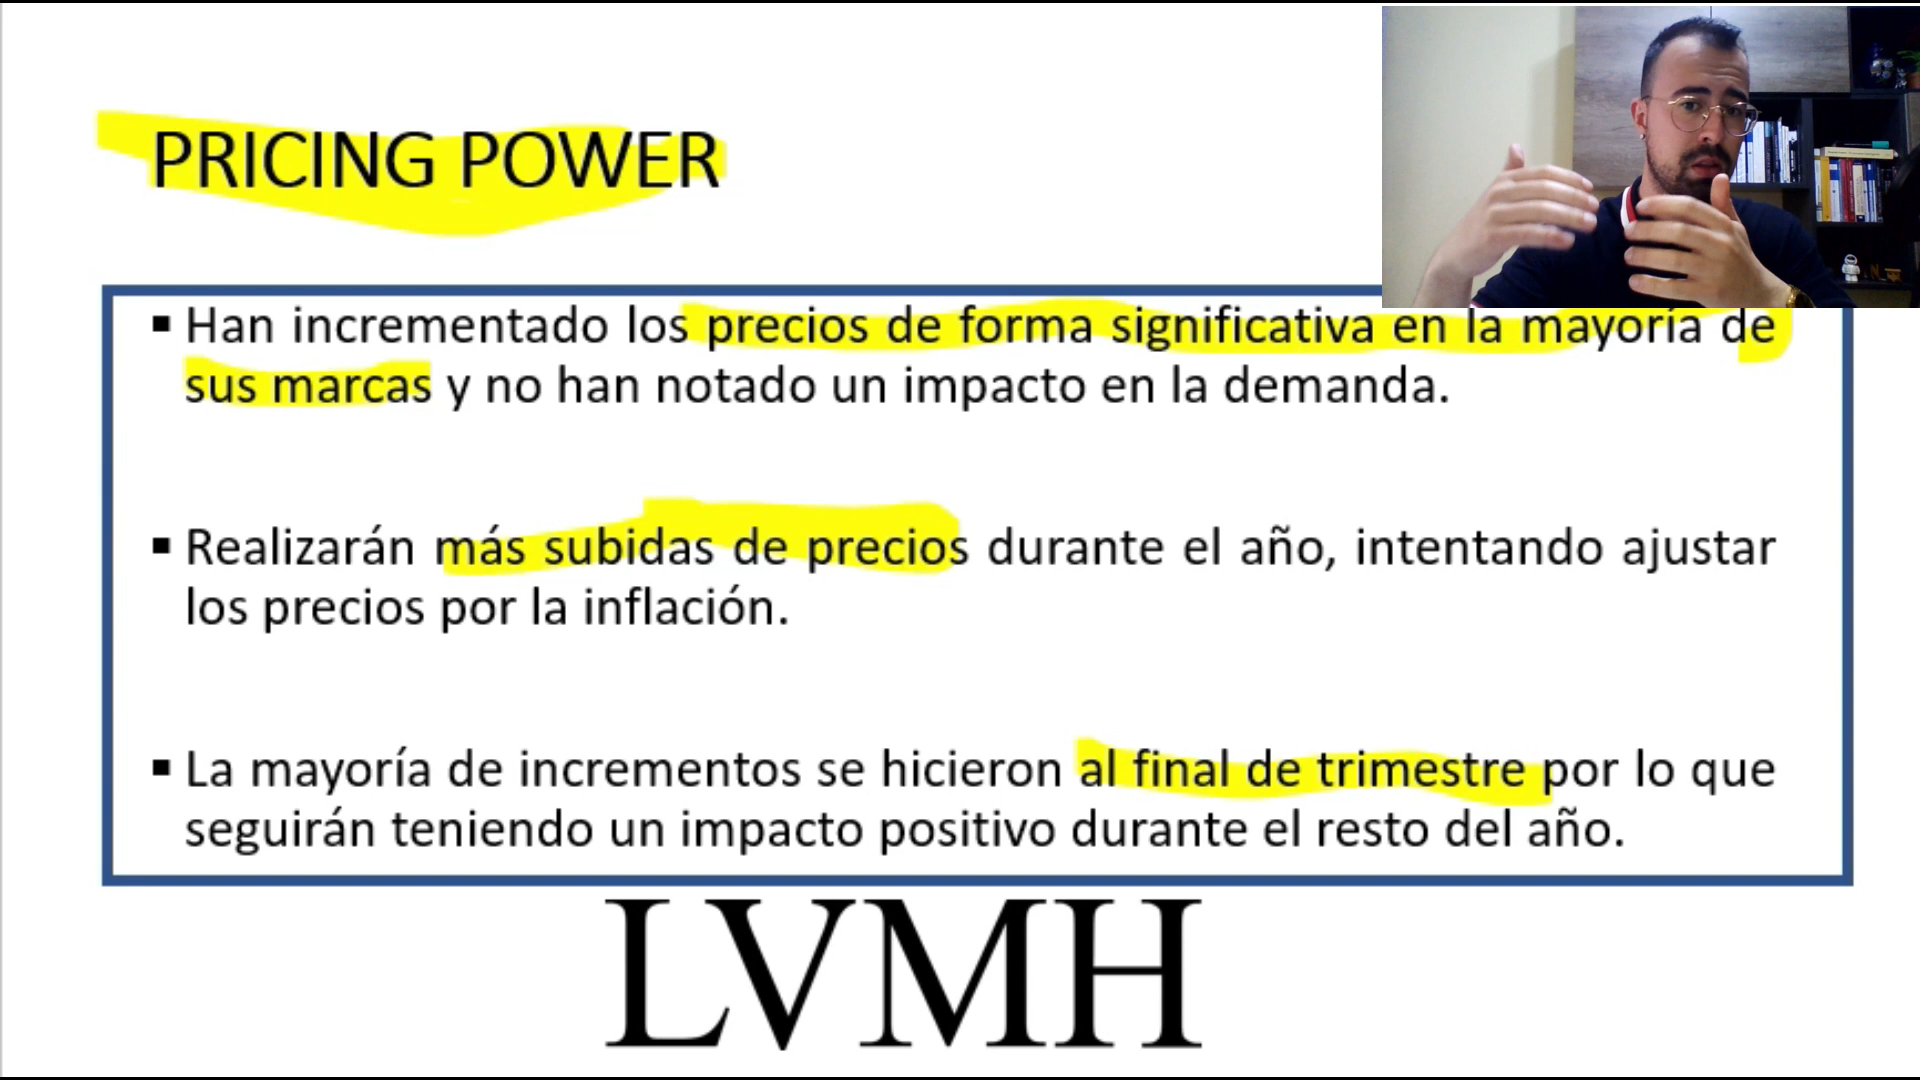 PRICING POWER
▪ Han incrementado los precios de forma significativa en la mayoría de
sus marcas y no han notado un impacto en la demanda.
▪ Realizarán más subidas de precios durante el año, intentando ajustar
los precios por la inflación.
▪ La mayoría de incrementos se hicieron al final de trimestre por lo que
seguirán teniendo un impacto positivo durante el resto del año.
LVMH